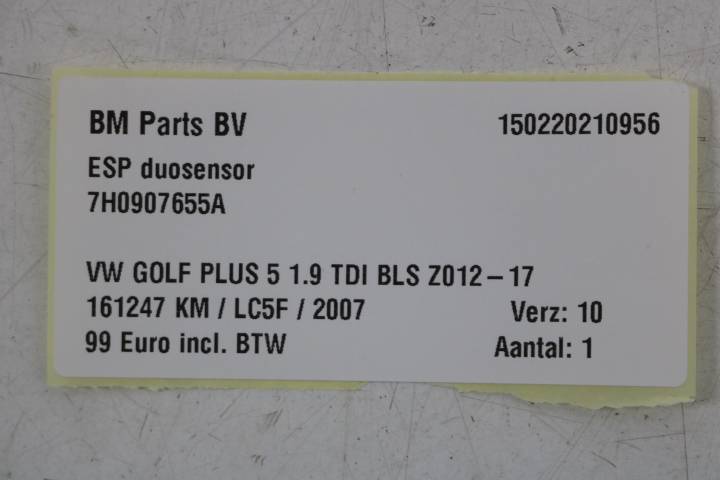 BM Parts BV 150220210956
ESP duosensor
7H0907655A
VW GOLF PLUS 5 1.9 TDI BLS Z012-17
161247 KM / LC5F / 2007 Verz: 10
99 Euro incl. BTW Aantal: 1